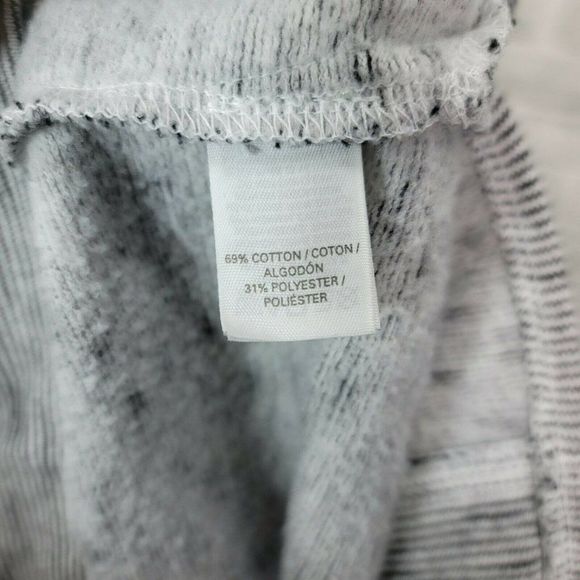 69% COTTON / COTON /
ALGODÓN
31% POLYESTER /
POLIÉSTER